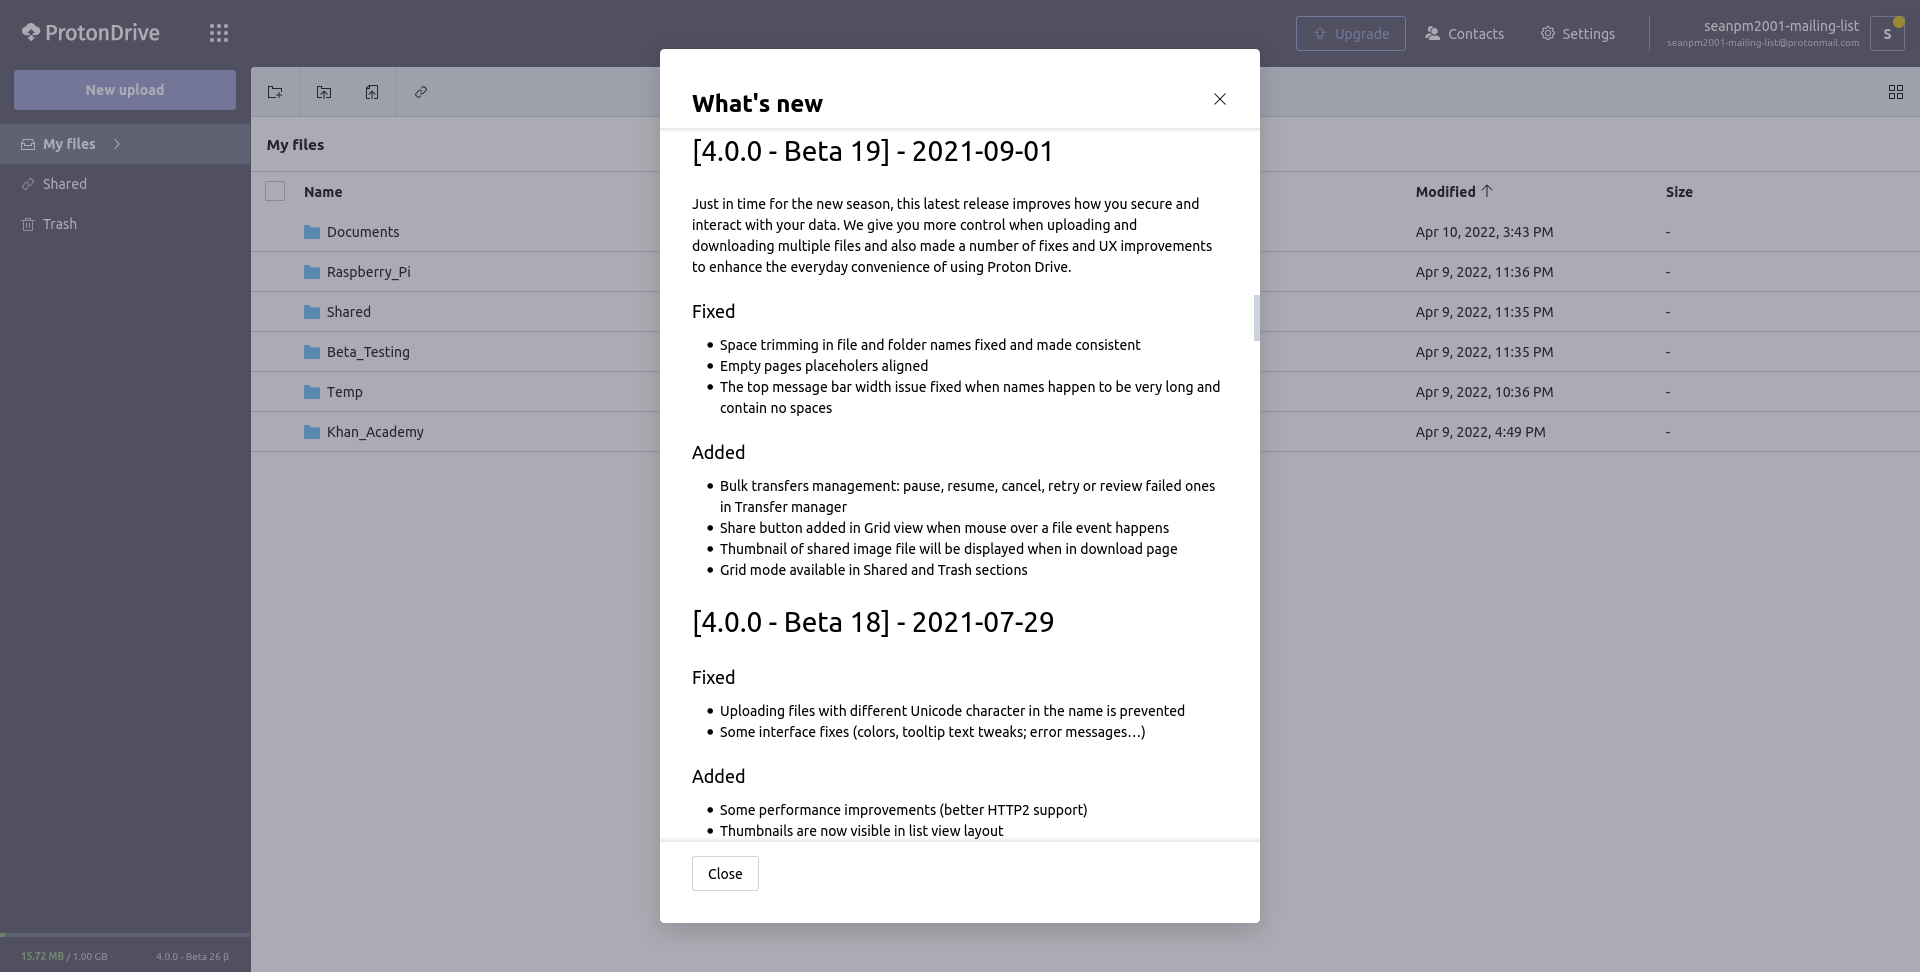 ProtonDrive
Upgrade
Contacts
Settings
seanpm2001-mailing-list
seanpm2001-mailing-list@protonmail.com
S
New upload
My files
Shared
Trash
15.72 MB / 1.00 GB
4.0.0 - Beta 26 β
My files
Name
Modified
Size
Documents
Apr 10, 2022, 3:43 PM
-
Raspberry_Pi
Apr 9, 2022, 11:36 PM
-
Shared
Apr 9, 2022, 11:35 PM
-
Beta_Testing
Apr 9, 2022, 11:35 PM
-
Temp
Apr 9, 2022, 10:36 PM
-
Khan_Academy
Apr 9, 2022, 4:49 PM
-
What's new
[4.0.0 - Beta 19] - 2021-09-01
Just in time for the new season, this latest release improves how you secure and
interact with your data. We give you more control when uploading and
downloading multiple files and also made a number of fixes and UX improvements
to enhance the everyday convenience of using Proton Drive.
Fixed
• Space trimming in file and folder names fixed and made consistent
• Empty pages placeholers aligned
• The top message bar width issue fixed when names happen to be very long and
contain no spaces
Added
• Bulk transfers management: pause, resume, cancel, retry or review failed ones
in Transfer manager
• Share button added in Grid view when mouse over a file event happens
• Thumbnail of shared image file will be displayed when in download page
• Grid mode available in Shared and Trash sections
[4.0.0 - Beta 18] - 2021-07-29
Fixed
• Uploading files with different Unicode character in the name is prevented
• Some interface fixes (colors, tooltip text tweaks; error messages…)
Added
• Some performance improvements (better HTTP2 support)
• Thumbnails are now visible in list view layout
Close